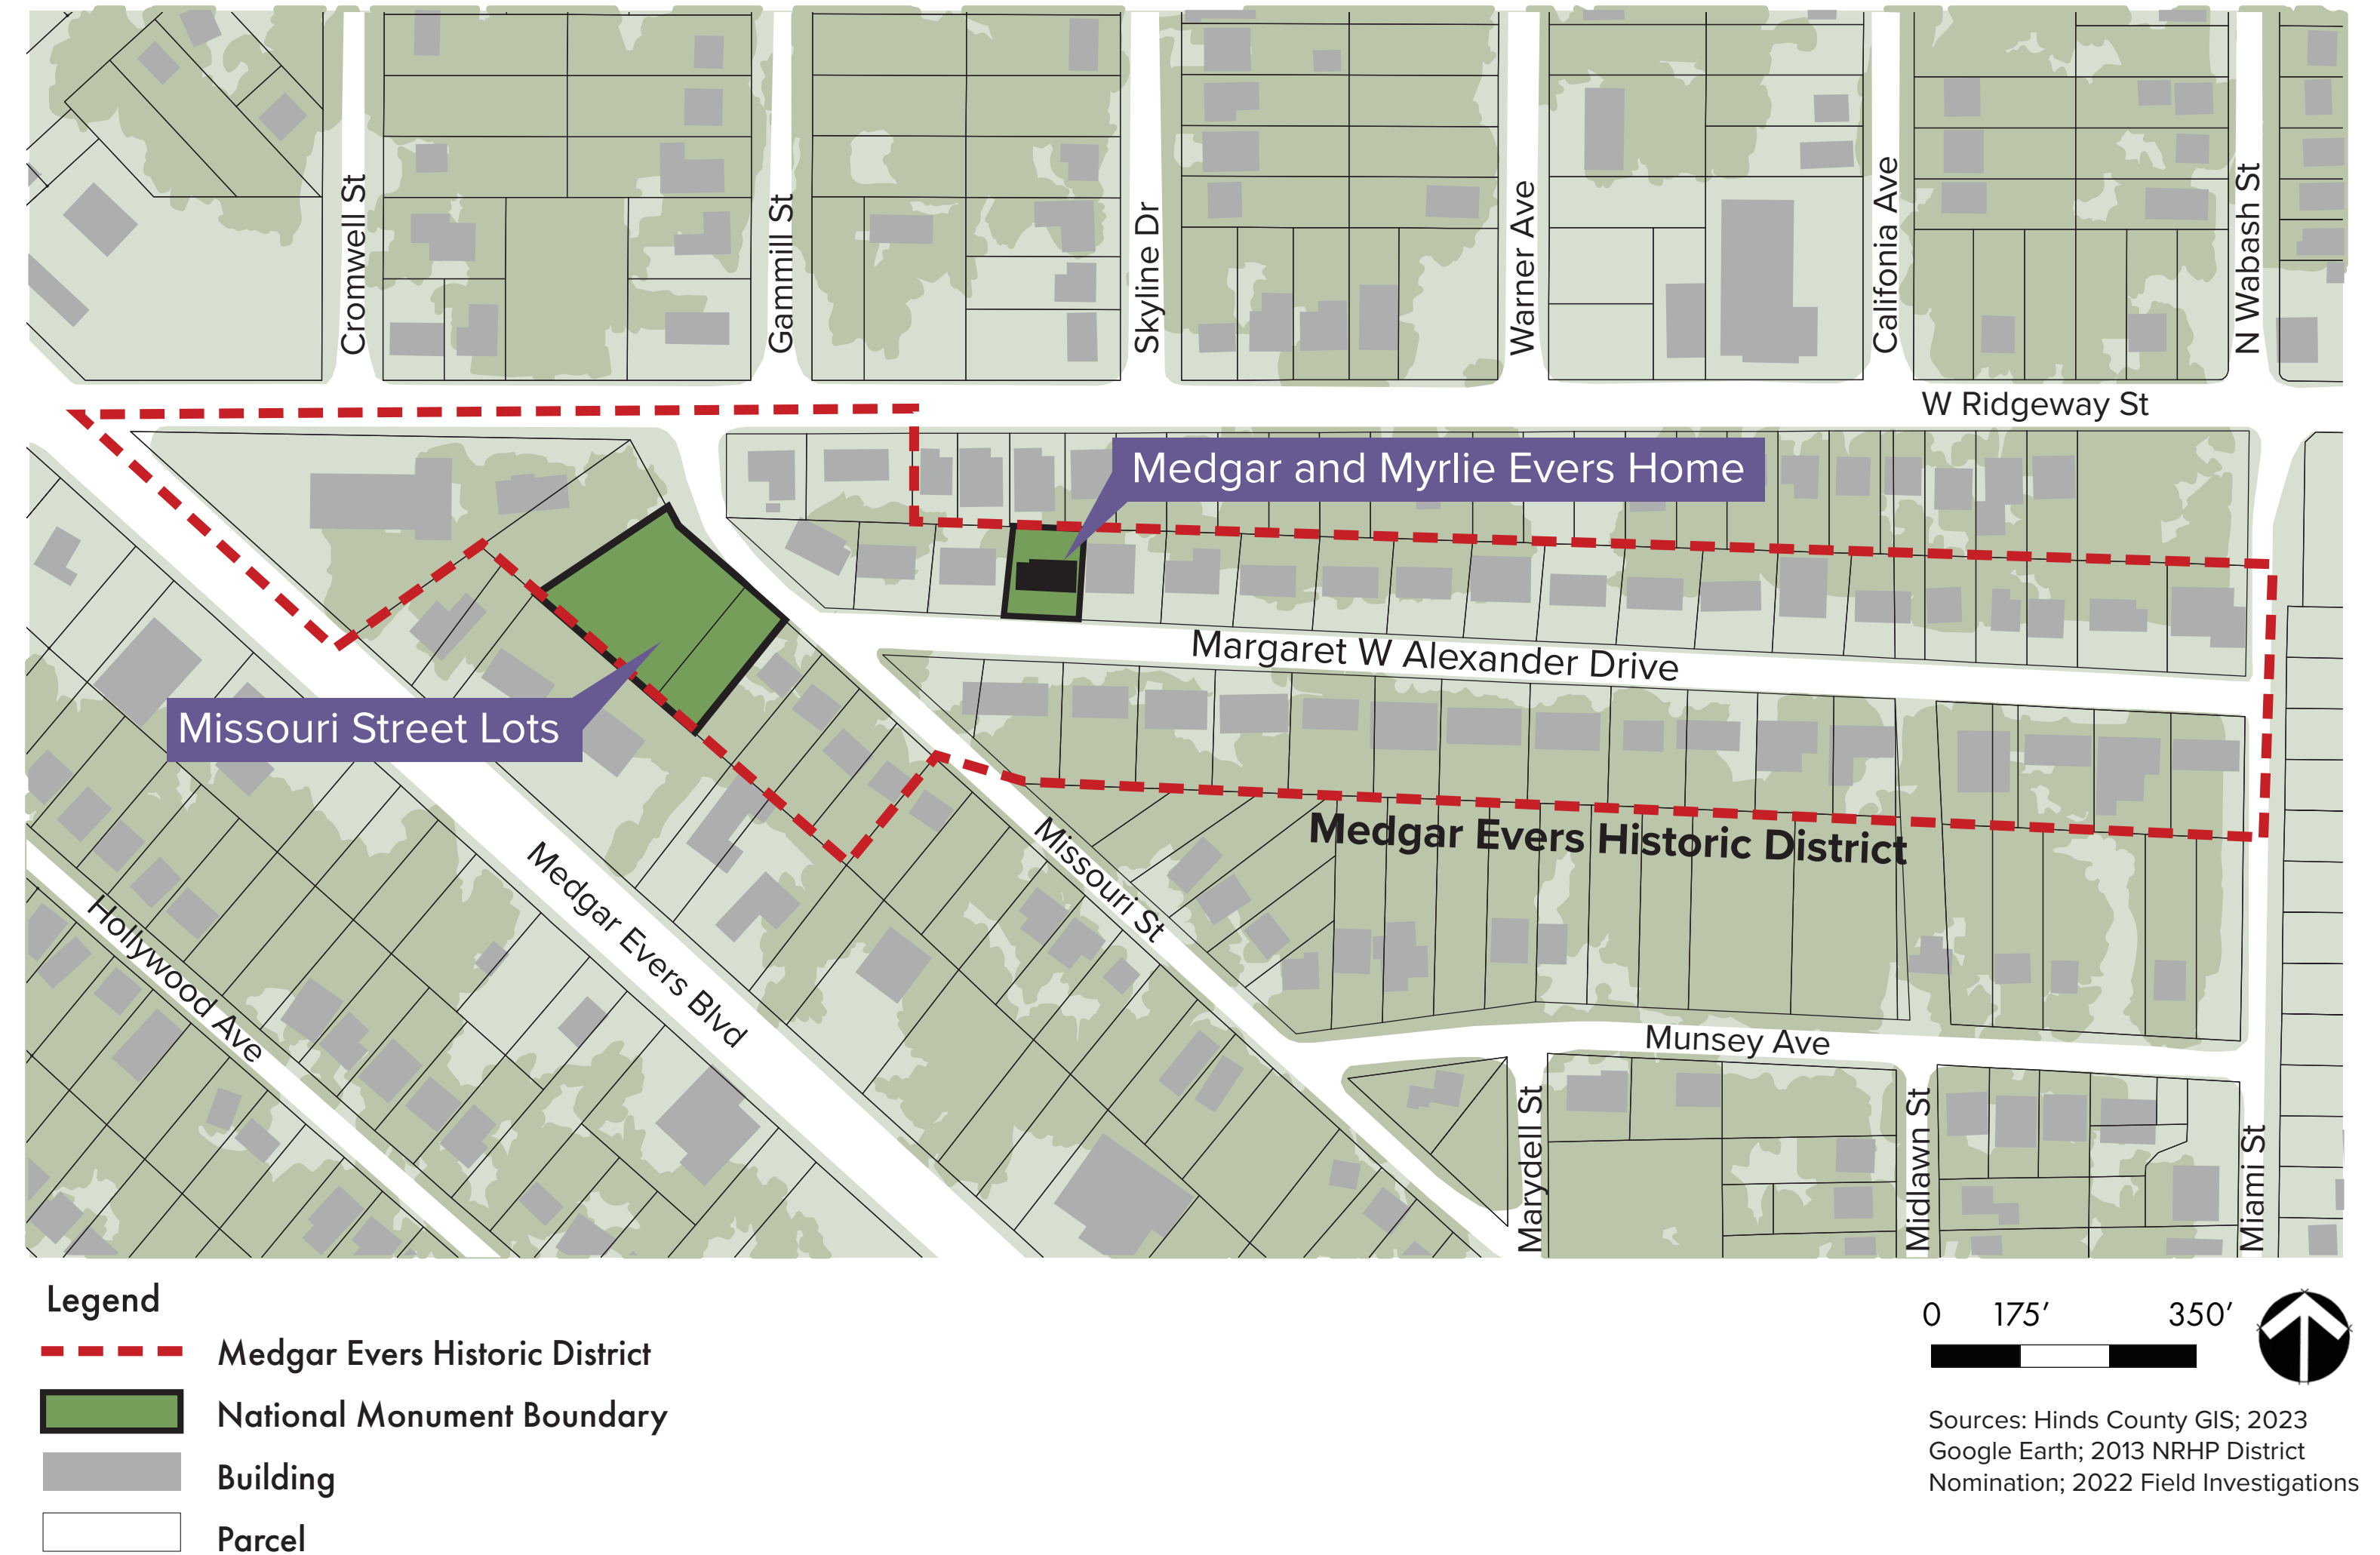 Cromwell St
Gammill St
Skyline Dr
Warner Ave
Califonia Ave
N Wabash St
W Ridgeway St
Medgar and Myrlie Evers Home
Margaret W Alexander Drive
Missouri Street Lots
Medgar Evers Historic District
Missouri St
Medgar Evers Blvd
Hollywood Ave
Munsey Ave
Marydell St
Midlawn St
Miami St
Legend
Medgar Evers Historic District
National Monument Boundary
Building
Parcel
0 175′ 350′
Sources: Hinds County GIS; 2023
Google Earth; 2013 NRHP District
Nomination; 2022 Field Investigations